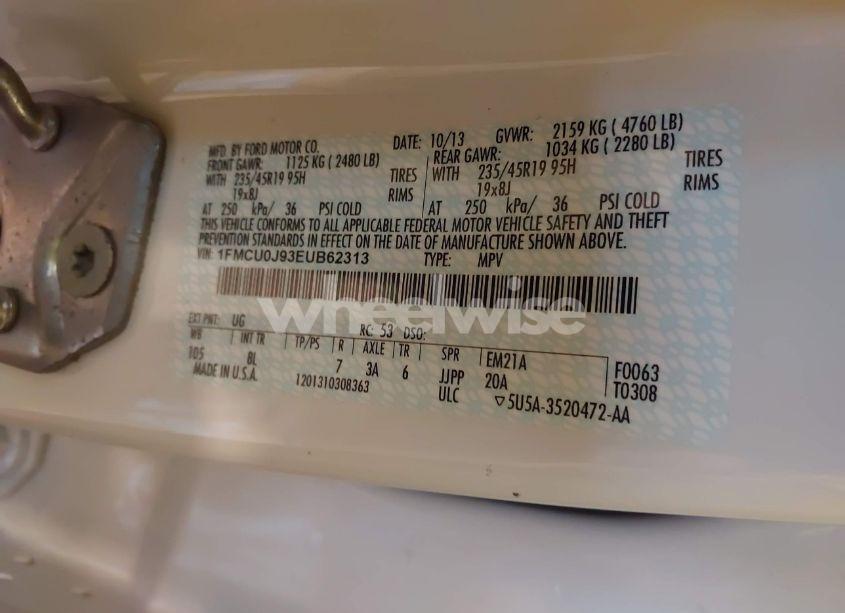 MFD. BY FORD MOTOR CO. DATE: 10/13 GVWR: 2159 KG ( 4760 LB)
FRONT GAWR: 1125 KG ( 2480 LB) REAR GAWR: 1034 KG ( 2280 LB)
WITH 235/45R19 95H TIRES WITH 235/45R19 95H TIRES
19x8J RIMS 19x8J RIMS
AT 250 kPa/ 36 PSI COLD AT 250 kPa/ 36 PSI COLD
THIS VEHICLE CONFORMS TO ALL APPLICABLE FEDERAL MOTOR VEHICLE SAFETY AND THEFT
PREVENTION STANDARDS IN EFFECT ON THE DATE OF MANUFACTURE SHOWN ABOVE.
VIN: 1FMCU0J93EUB62313 TYPE: MPV
wheelwise
EXT PNT: UG RC: 53 DSO:
WB INT TR TP/PS R AXLE TR SPR EM21A F0063
105 BL 7 3A 6 JJPP 20A T0308
MADE IN U.S.A. 1201310308363 ULC ▽5U5A-3520472-AA